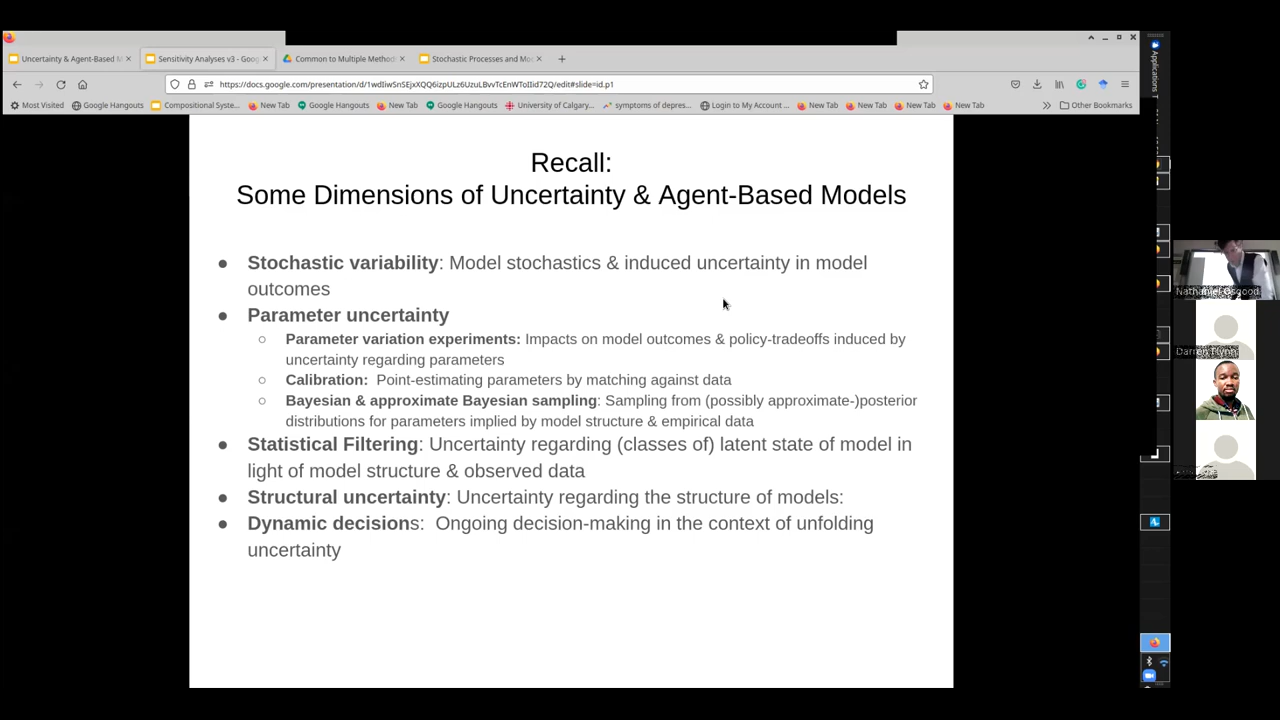 Uncertainty & Agent-Based M
Sensitivity Analyses v3 - Goog
Common to Multiple Method
Stochastic Processes and Mo
https://docs.google.com/presentation/d/1wdIiwSnSEjxXQQ6izpULz6UzuLBvvTcEnWToIIid72Q/edit#slide=id.p1
Most Visited
Google Hangouts
Compositional Syste...
New Tab
Google Hangouts
New Tab
Google Hangouts
University of Calgary...
symptoms of depres...
Login to My Account ...
New Tab
New Tab
New Tab
New Tab
Other Bookmarks
Applications
Recall:
Some Dimensions of Uncertainty & Agent-Based Models
● Stochastic variability: Model stochastics & induced uncertainty in model
outcomes
● Parameter uncertainty
○ Parameter variation experiments: Impacts on model outcomes & policy-tradeoffs induced by
uncertainty regarding parameters
○ Calibration: Point-estimating parameters by matching against data
○ Bayesian & approximate Bayesian sampling: Sampling from (possibly approximate-)posterior
distributions for parameters implied by model structure & empirical data
● Statistical Filtering: Uncertainty regarding (classes of) latent state of model in
light of model structure & observed data
● Structural uncertainty: Uncertainty regarding the structure of models:
● Dynamic decisions: Ongoing decision-making in the context of unfolding
uncertainty
Nathaniel Osgood
Darren Flynn